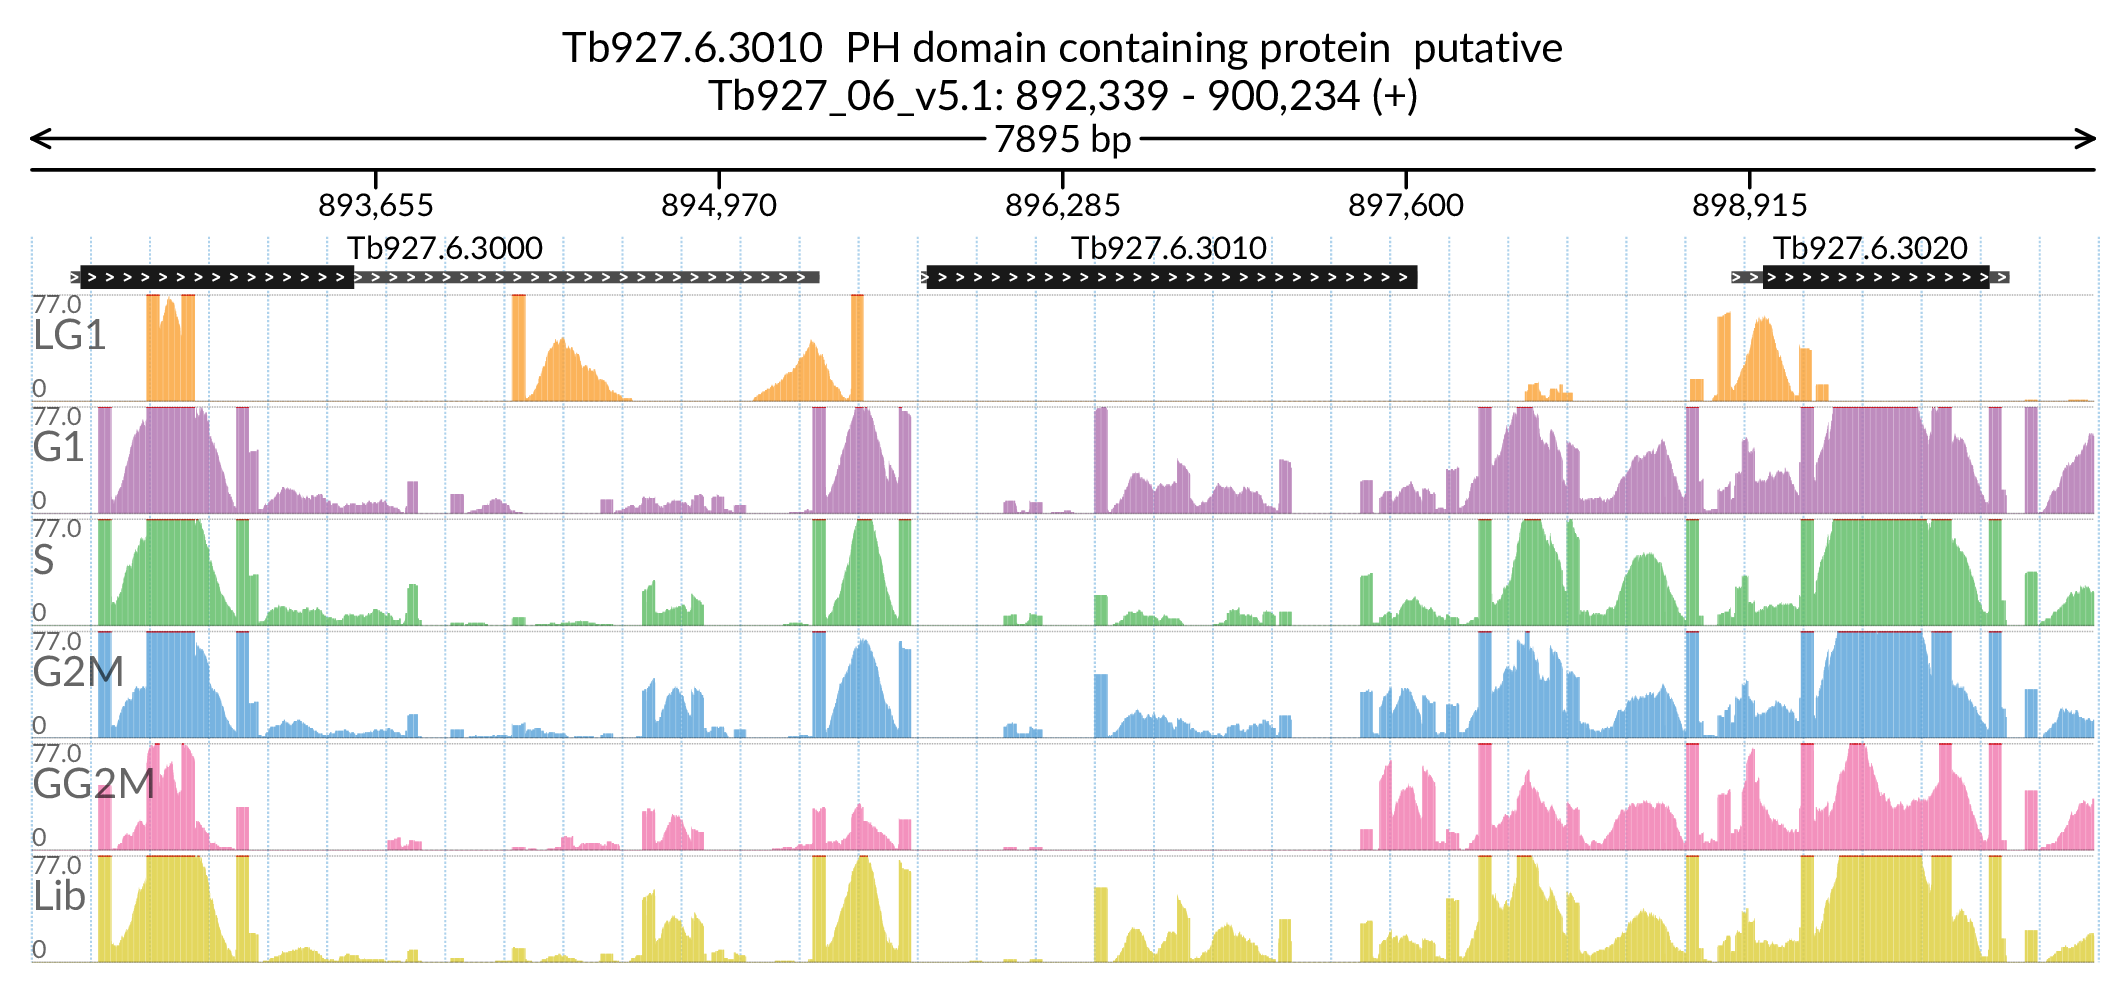 Tb927.6.3010  PH domain containing protein  putative
Tb927_06_v5.1: 892,339 - 900,234 (+)
7895 bp
893,655 894,970 896,285 897,600 898,915
Tb927.6.3000 Tb927.6.3010 Tb927.6.3020
77.0
LG1
0
77.0
G1
0
77.0
S
0
77.0
G2M
0
77.0
GG2M
0
77.0
Lib
0